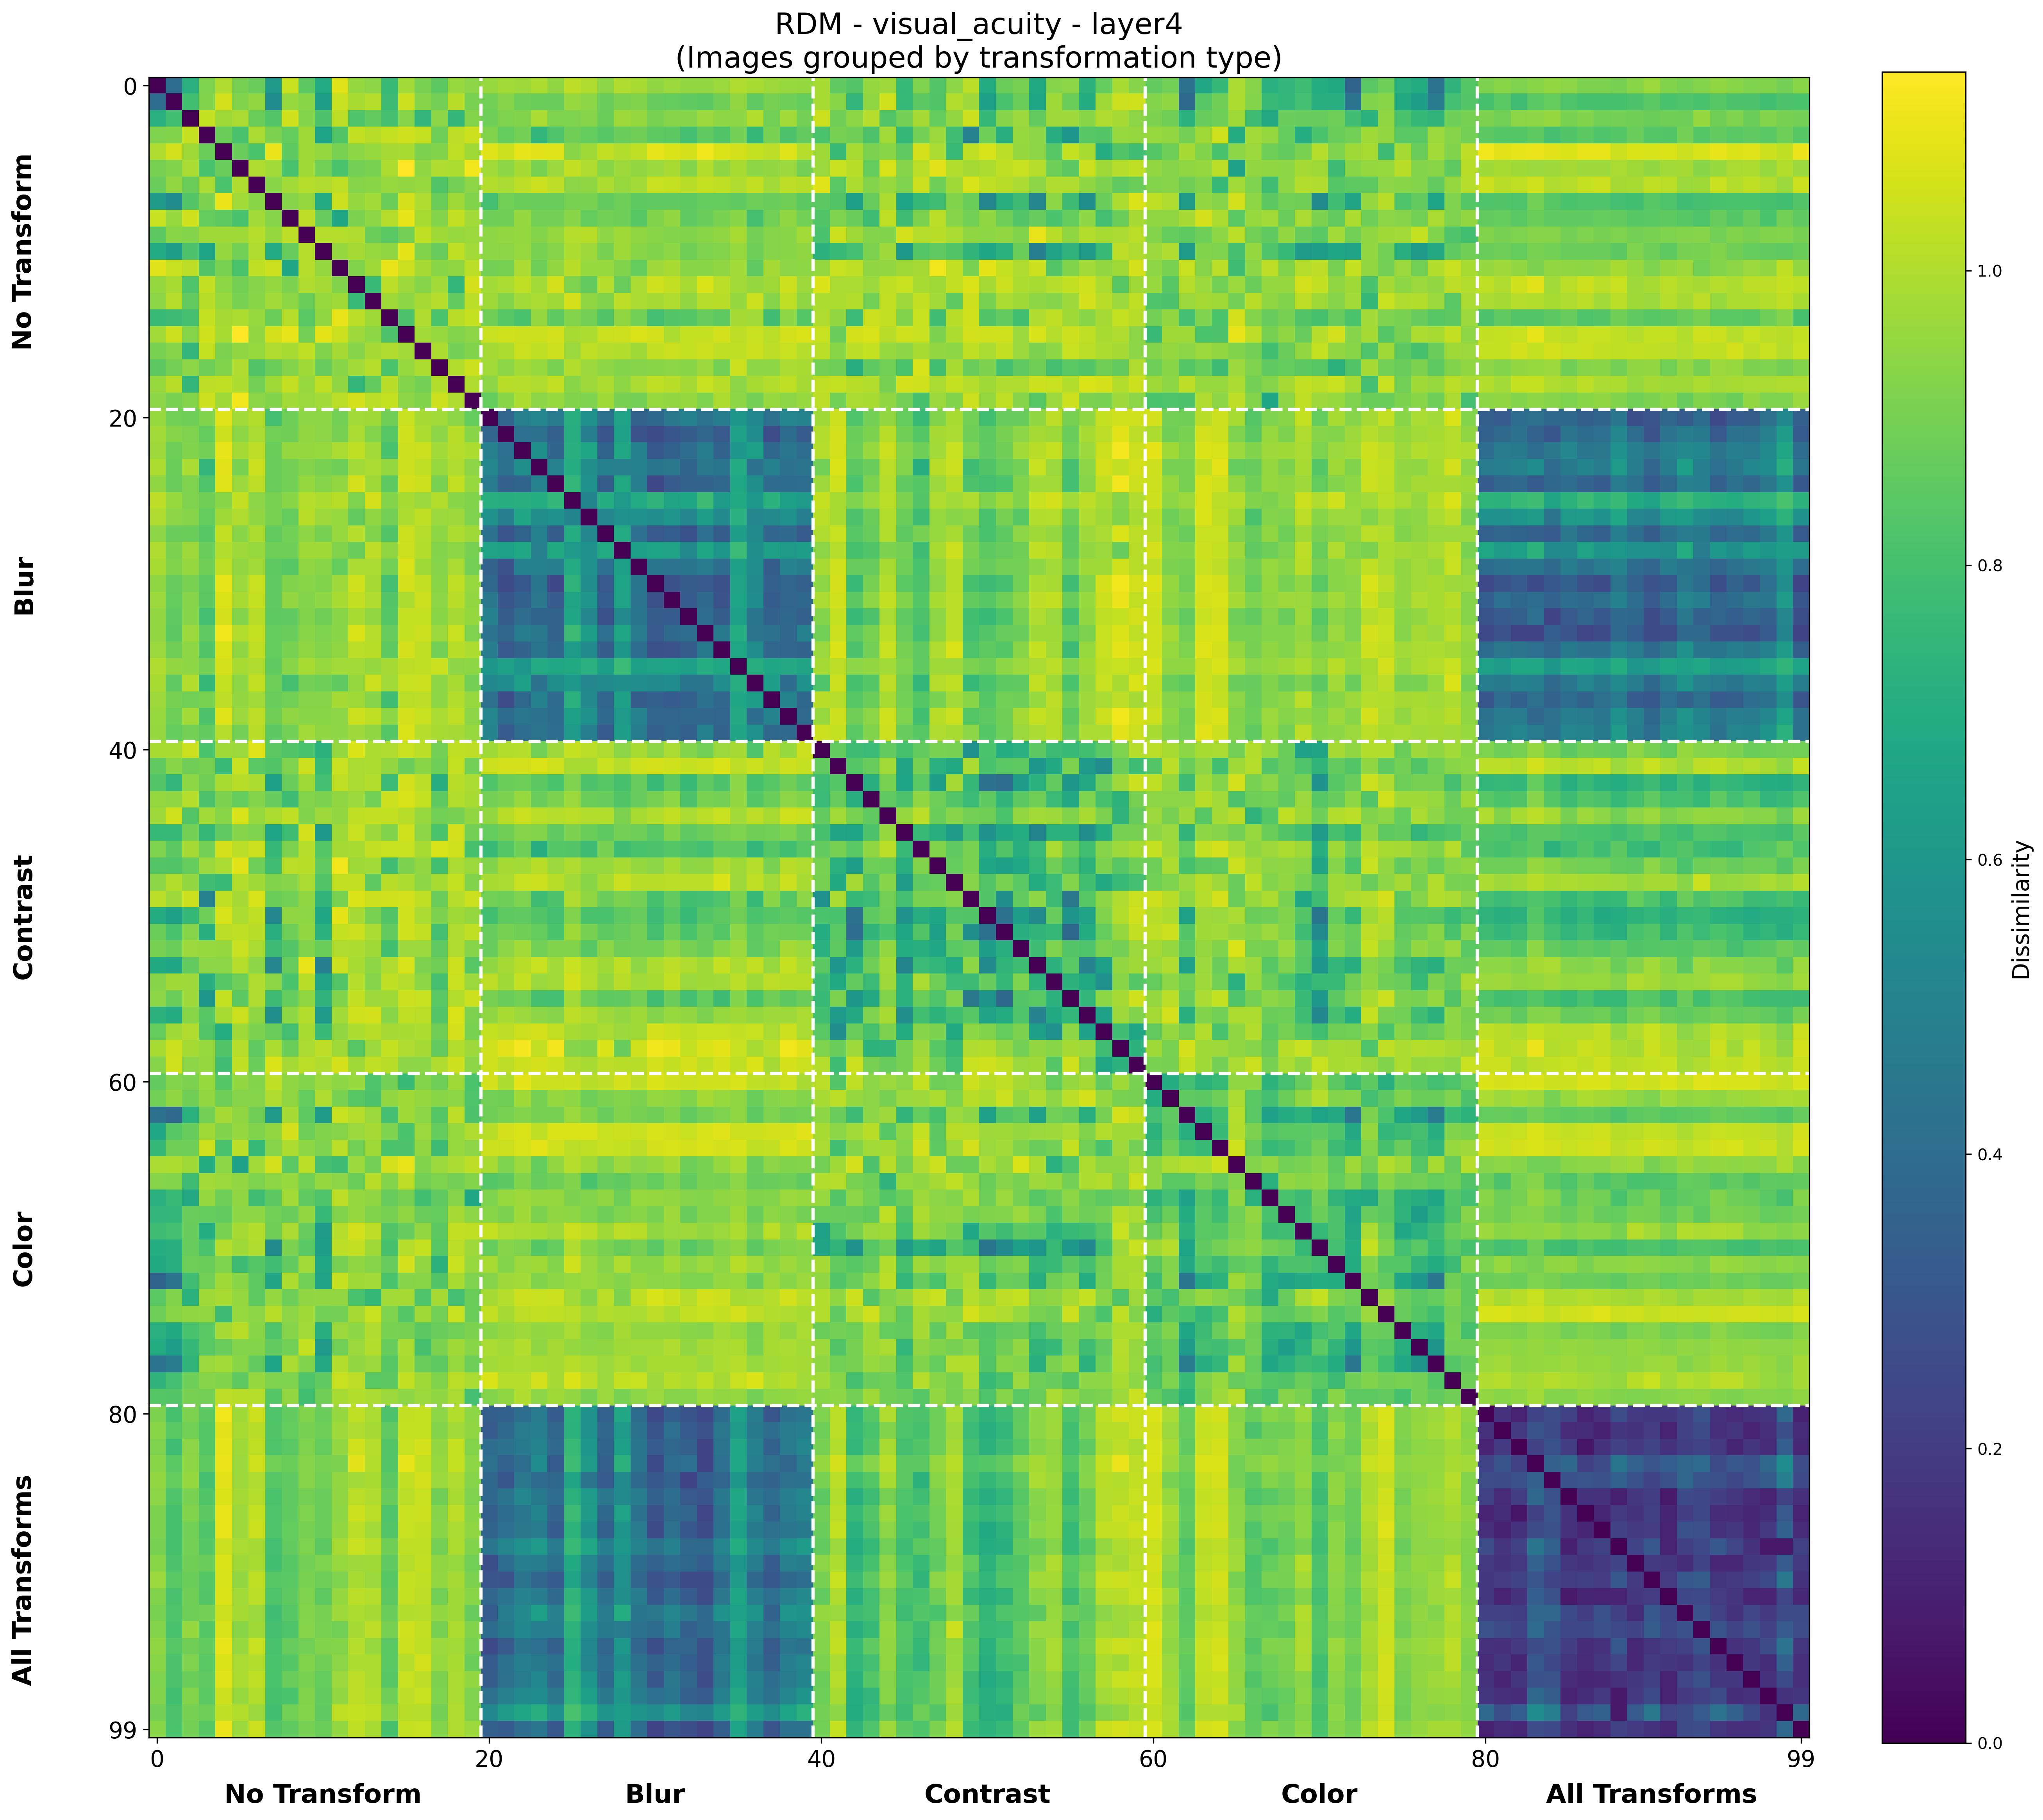 RDM - visual_acuity - layer4
(Images grouped by transformation type)
0
20
40
60
80
99
No Transform
Blur
Contrast
Color
All Transforms
0
20
40
60
80
99
No Transform
Blur
Contrast
Color
All Transforms
1.0
0.8
0.6
0.4
0.2
0.0
Dissimilarity